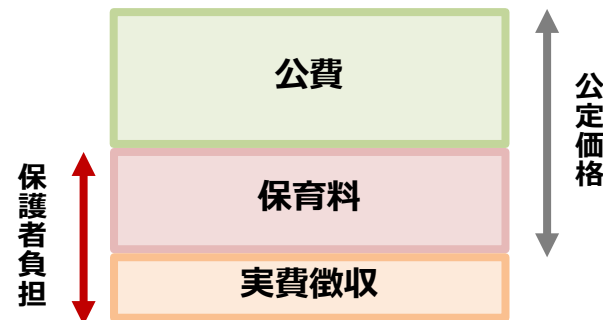 公費
公定価格
保護者負担
保育料
実費徴収